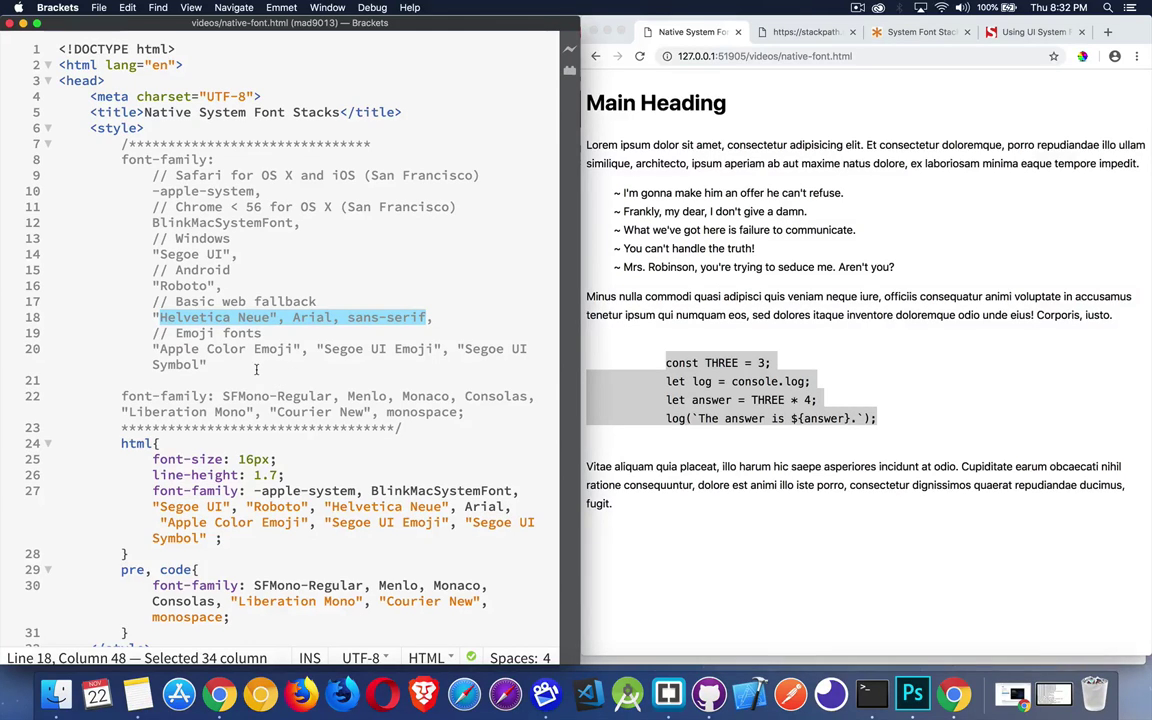 Brackets File Edit Find View Navigate Emmet Window Debug Help 100% Thu 8:32 PM
videos/native-font.html (mad9013) — Brackets
1 <!DOCTYPE html>
2 <html lang="en">
3 <head>
4 <meta charset="UTF-8">
5 <title>Native System Font Stacks</title>
6 <style>
7 /******************************
8 font-family:
9 // Safari for OS X and iOS (San Francisco)
10 -apple-system,
11 // Chrome < 56 for OS X (San Francisco)
12 BlinkMacSystemFont,
13 // Windows
14 "Segoe UI",
15 // Android
16 "Roboto",
17 // Basic web fallback
18 "Helvetica Neue", Arial, sans-serif,
19 // Emoji fonts
20 "Apple Color Emoji", "Segoe UI Emoji", "Segoe UI
Symbol"
21
22 font-family: SFMono-Regular, Menlo, Monaco, Consolas,
"Liberation Mono", "Courier New", monospace;
23 *********************************/
24 html{
25 font-size: 16px;
26 line-height: 1.7;
27 font-family: -apple-system, BlinkMacSystemFont,
"Segoe UI", "Roboto", "Helvetica Neue", Arial,
"Apple Color Emoji", "Segoe UI Emoji", "Segoe UI
Symbol" ;
28 }
29 pre, code{
30 font-family: SFMono-Regular, Menlo, Monaco,
Consolas, "Liberation Mono", "Courier New",
monospace;
31 }
Line 18, Column 48 — Selected 34 column INS UTF-8 HTML Spaces: 4
Native System Fo × https://stackpath. × System Font Stac × Using UI System F ×
127.0.0.1:51905/videos/native-font.html
Main Heading
Lorem ipsum dolor sit amet, consectetur adipisicing elit. Et consectetur doloremque, porro repudiandae illo ullam
similique, architecto, ipsum aperiam ab aut maxime natus dolore, ex laboriosam minima eaque tempore impedit.
~ I'm gonna make him an offer he can't refuse.
~ Frankly, my dear, I don't give a damn.
~ What we've got here is failure to communicate.
~ You can't handle the truth!
~ Mrs. Robinson, you're trying to seduce me. Aren't you?
Minus nulla commodi quasi adipisci quis veniam neque iure, officiis consequatur animi voluptate in accusamus
tenetur ipsum qui numquam eos, sed dolores itaque inventore doloremque optio unde eius! Corporis, iusto.
const THREE = 3;
let log = console.log;
let answer = THREE * 4;
log(`The answer is ${answer}.`);
Vitae aliquam quia placeat, illo harum hic saepe asperiores incidunt at odio. Cupiditate earum obcaecati nihil
ratione consequuntur, dolore est animi illo iste porro, consectetur dignissimos quaerat repudiandae ducimus,
fugit.
NOV
22
Ps